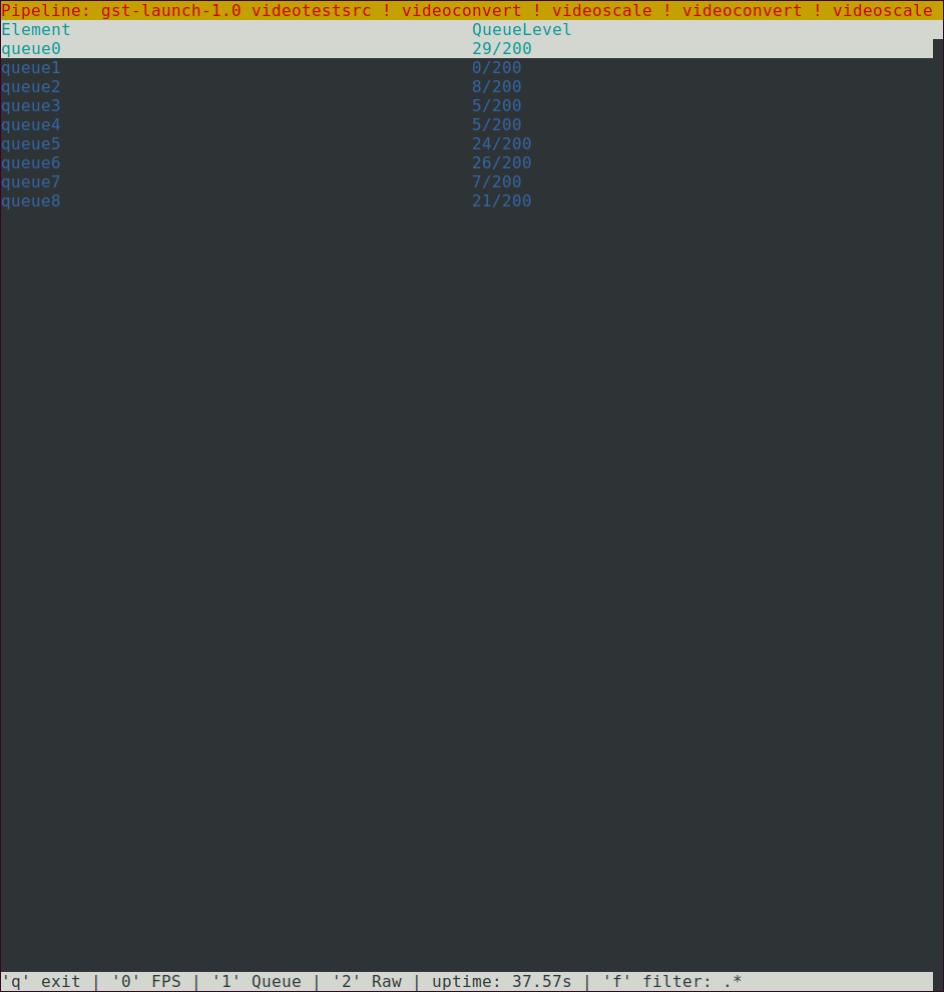 Pipeline: gst-launch-1.0 videotestsrc ! videoconvert ! videoscale ! videoconvert ! videoscale
Element QueueLevel
queue0 29/200
queue1 0/200
queue2 8/200
queue3 5/200
queue4 5/200
queue5 24/200
queue6 26/200
queue7 7/200
queue8 21/200
'q' exit | '0' FPS | '1' Queue | '2' Raw | uptime: 37.57s | 'f' filter: .*